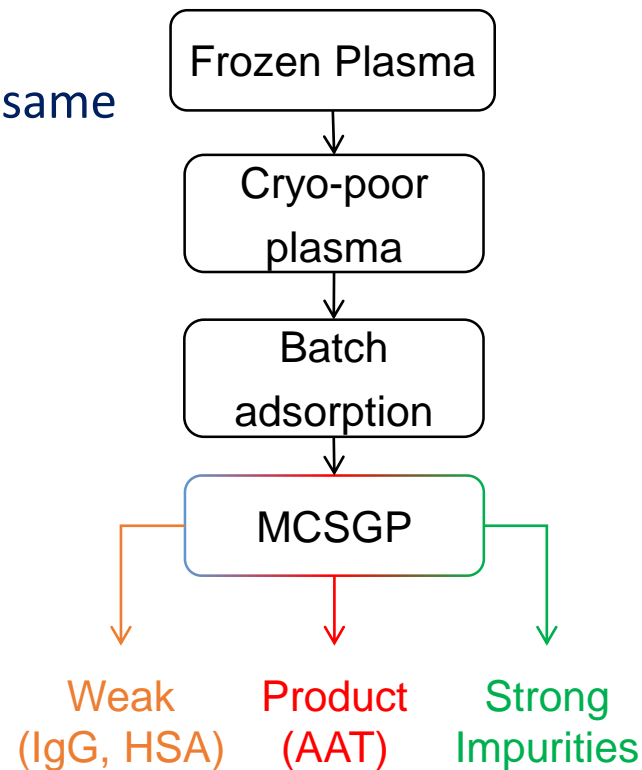 Frozen Plasma
same
Cryo-poor
plasma
Batch
adsorption
MCSGP
Weak
(IgG, HSA)
Product
(AAT)
Strong
Impurities